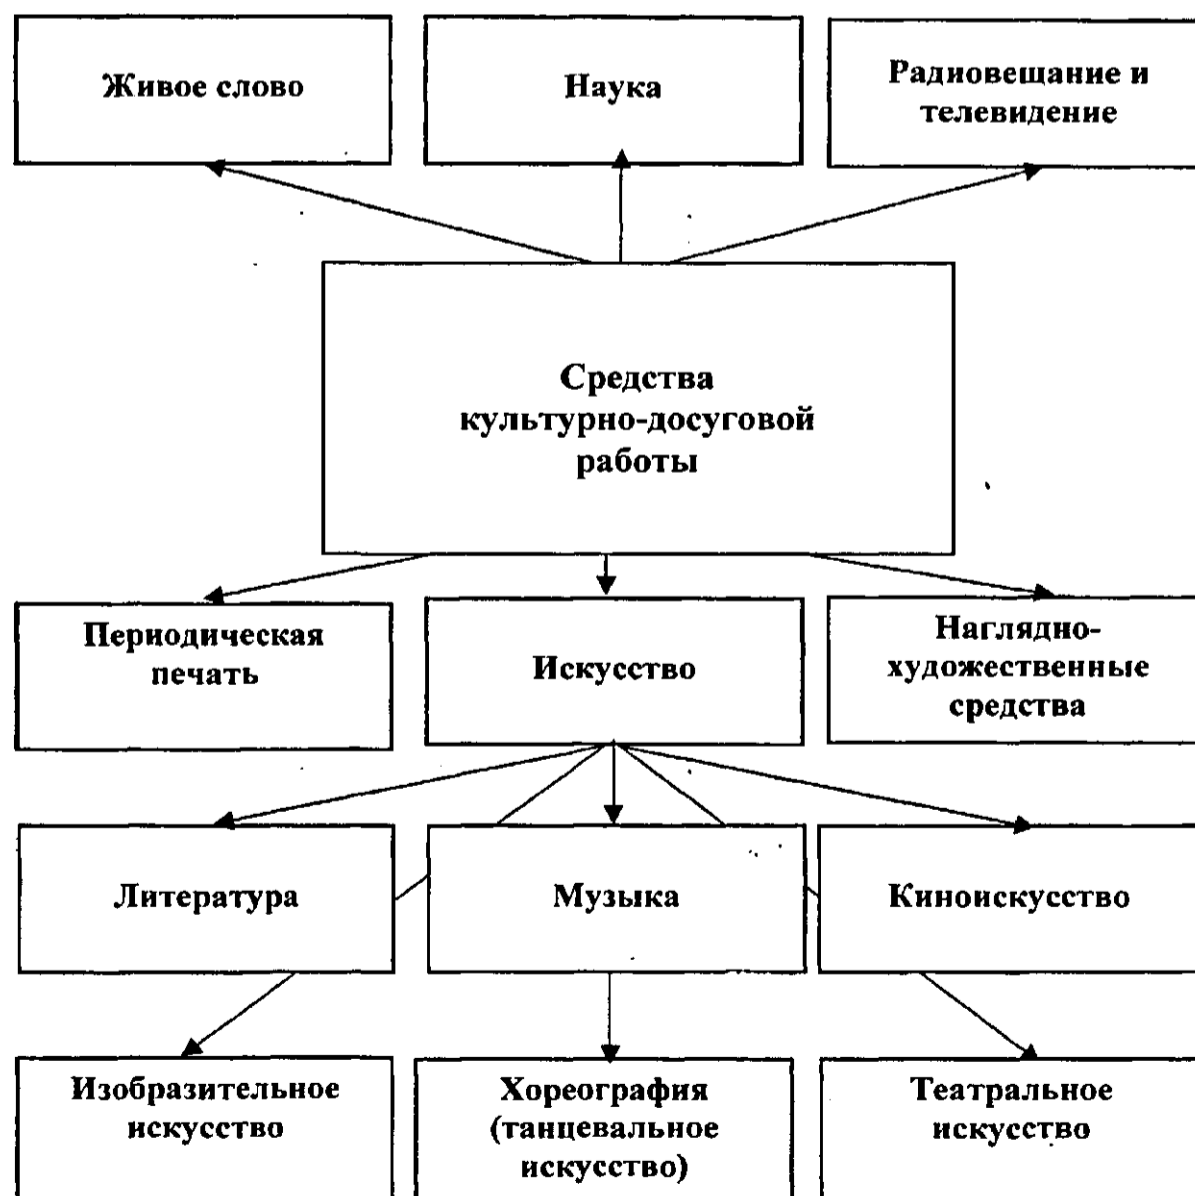 Живое слово
Наука
Радиовещание и
телевидение
Средства
культурно-досуговой
работы
Периодическая
печать
Искусство
Наглядно-
художественные
средства
Литература
Музыка
Киноискусство
Изобразительное
искусство
Хореография
(танцевальное
искусство)
Театральное
искусство